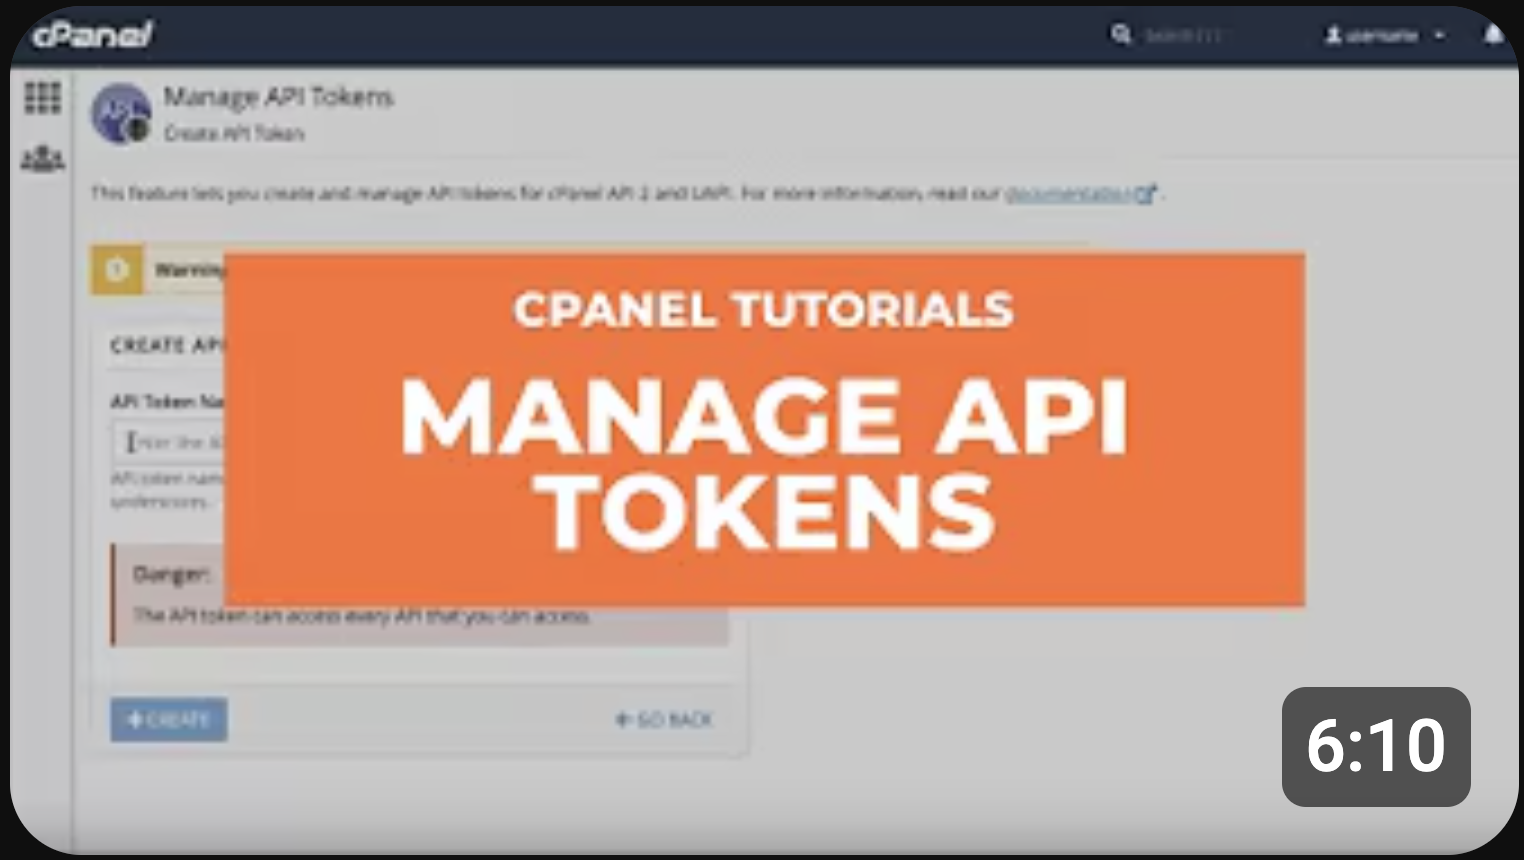 cPanel
username
Manage API Tokens
Create API Token
This feature lets you create and manage API tokens for cPanel API 2 and UAPI. For more information, read our documentation.
Warning
CREATE API
API Token Na
API token nam
underscores.
CPANEL TUTORIALS
MANAGE API
TOKENS
Danger:
The API token can access every API that you can access.
CREATE
GO BACK
6:10